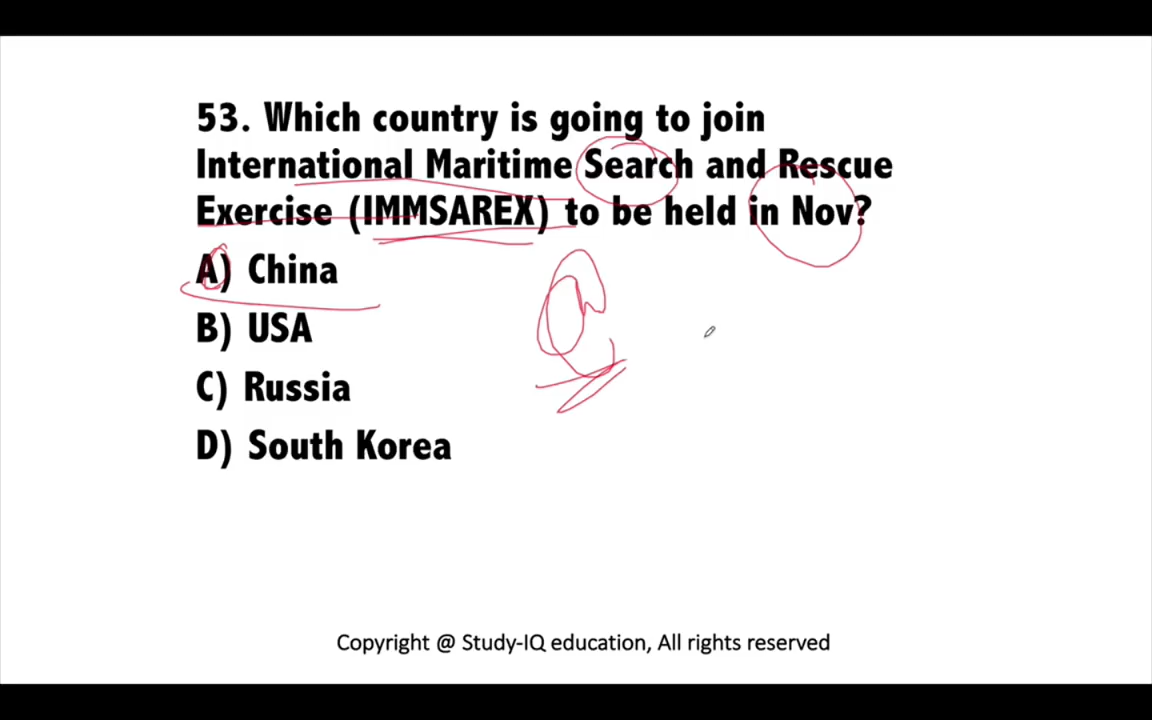 53. Which country is going to join
International Maritime Search and Rescue
Exercise (IMMSAREX) to be held in Nov?
A) China
B) USA
C) Russia
D) South Korea
Copyright @ Study-IQ education, All rights reserved